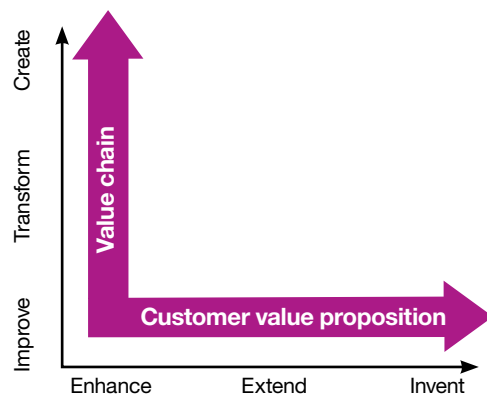 Create
Transform
Improve
Value chain
Customer value proposition
Enhance
Extend
Invent